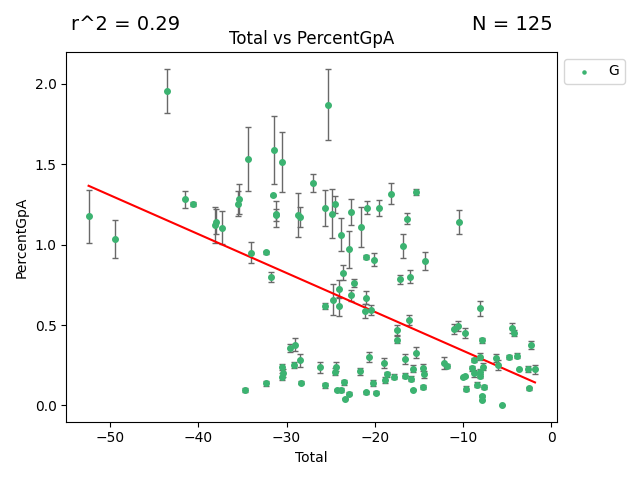 r^2 = 0.29
N = 125
Total vs PercentGpA
G
PercentGpA
2.0
1.5
1.0
0.5
0.0
−50
−40
−30
−20
−10
0
Total